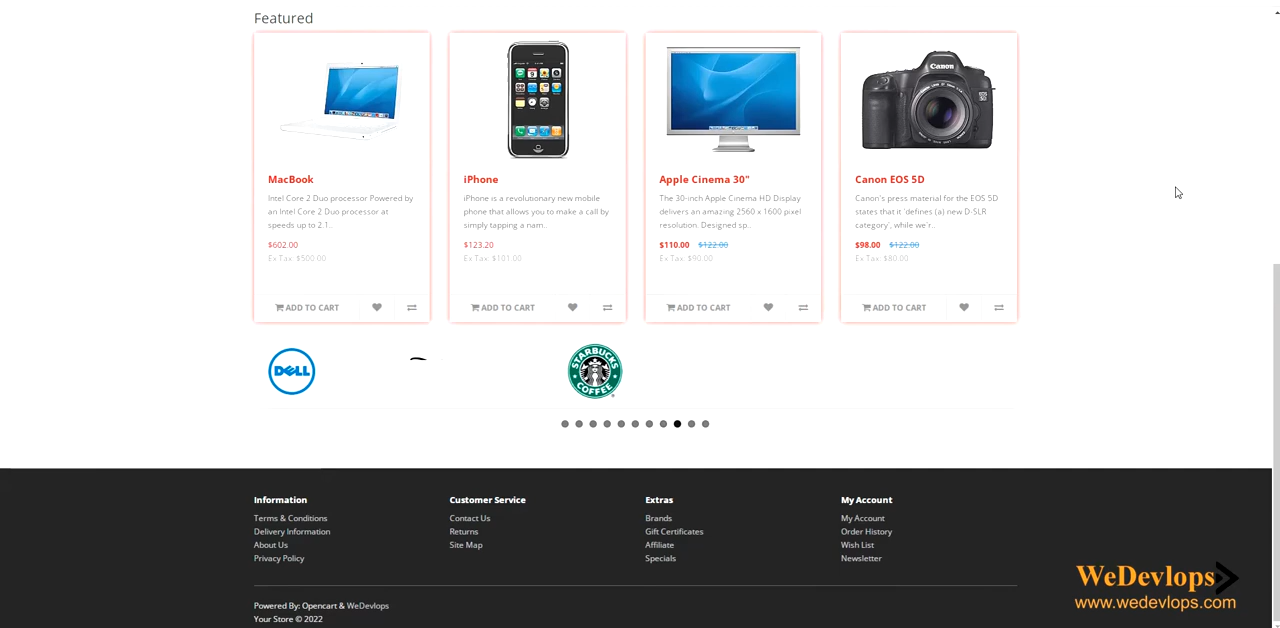 Featured
Canon
EOS
5D
MacBook
Intel Core 2 Duo processor Powered by
an Intel Core 2 Duo processor at
speeds up to 2.1..
$602.00
Ex Tax: $500.00
ADD TO CART
iPhone
iPhone is a revolutionary new mobile
phone that allows you to make a call by
simply tapping a nam..
$123.20
Ex Tax: $101.00
ADD TO CART
Apple Cinema 30"
The 30-inch Apple Cinema HD Display
delivers an amazing 2560 x 1600 pixel
resolution. Designed sp..
$110.00 $122.00
Ex Tax: $90.00
ADD TO CART
Canon EOS 5D
Canon's press material for the EOS 5D
states that it 'defines (a) new D-SLR
category', while we'r..
$98.00 $122.00
Ex Tax: $80.00
ADD TO CART
DELL
STARBUCKS
COFFEE
Information
Terms & Conditions
Delivery Information
About Us
Privacy Policy
Customer Service
Contact Us
Returns
Site Map
Extras
Brands
Gift Certificates
Affiliate
Specials
My Account
My Account
Order History
Wish List
Newsletter
Powered By: Opencart & WeDevlops
Your Store © 2022
WeDevlops
www.wedevlops.com